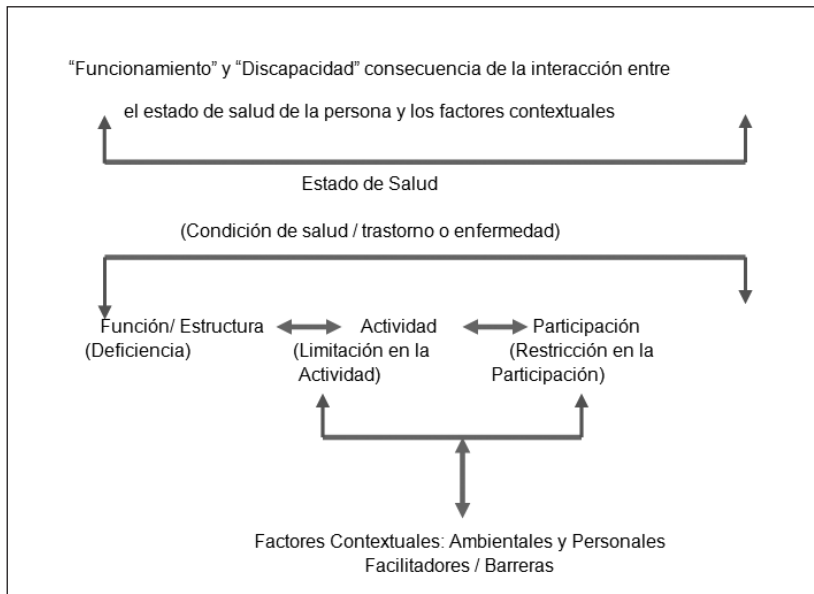 “Funcionamiento” y “Discapacidad” consecuencia de la interacción entre
el estado de salud de la persona y los factores contextuales
Estado de Salud
(Condición de salud / trastorno o enfermedad)
Función/ Estructura Actividad Participación
(Deficiencia) (Limitación en la (Restricción en la
Actividad) Participación)
Factores Contextuales: Ambientales y Personales
Facilitadores / Barreras